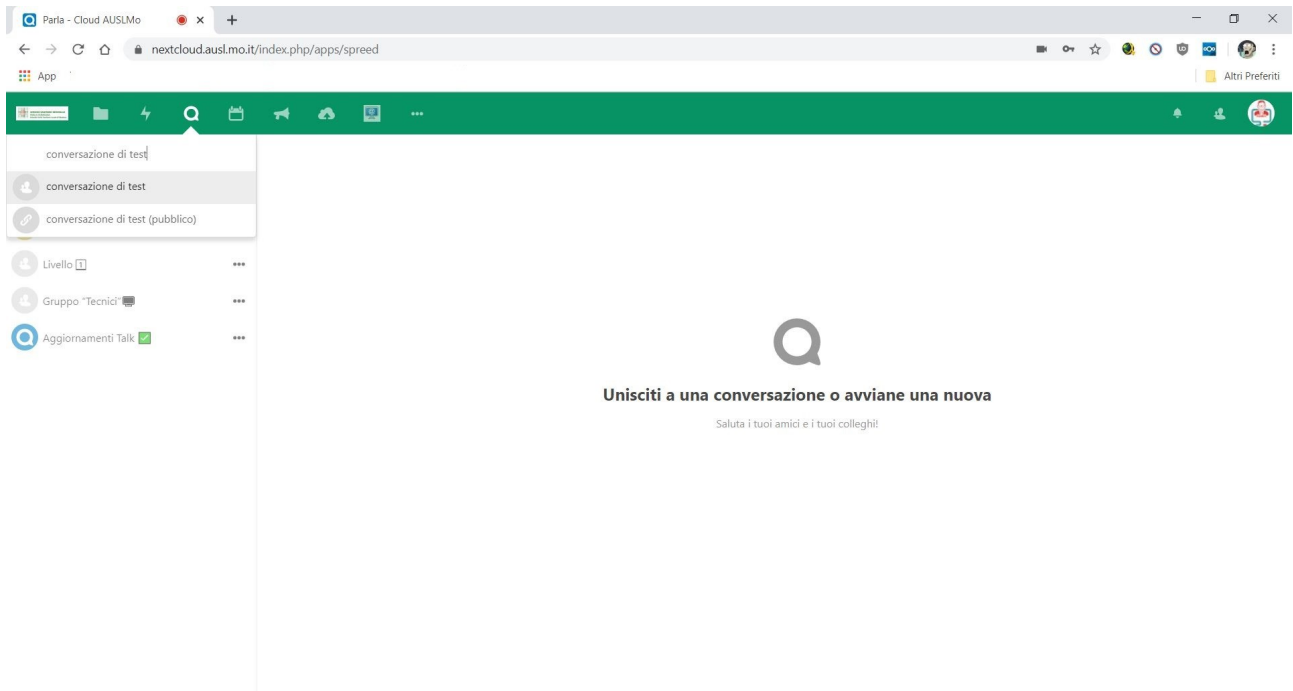 Parla - Cloud AUSLMo
nextcloud.ausl.mo.it/index.php/apps/spreed
App
Altri Preferiti
conversazione di test
conversazione di test
conversazione di test (pubblico)
Livello 1
Gruppo "Tecnici"
Aggiornamenti Talk
Unisciti a una conversazione o avviane una nuova
Saluta i tuoi amici e i tuoi colleghi!